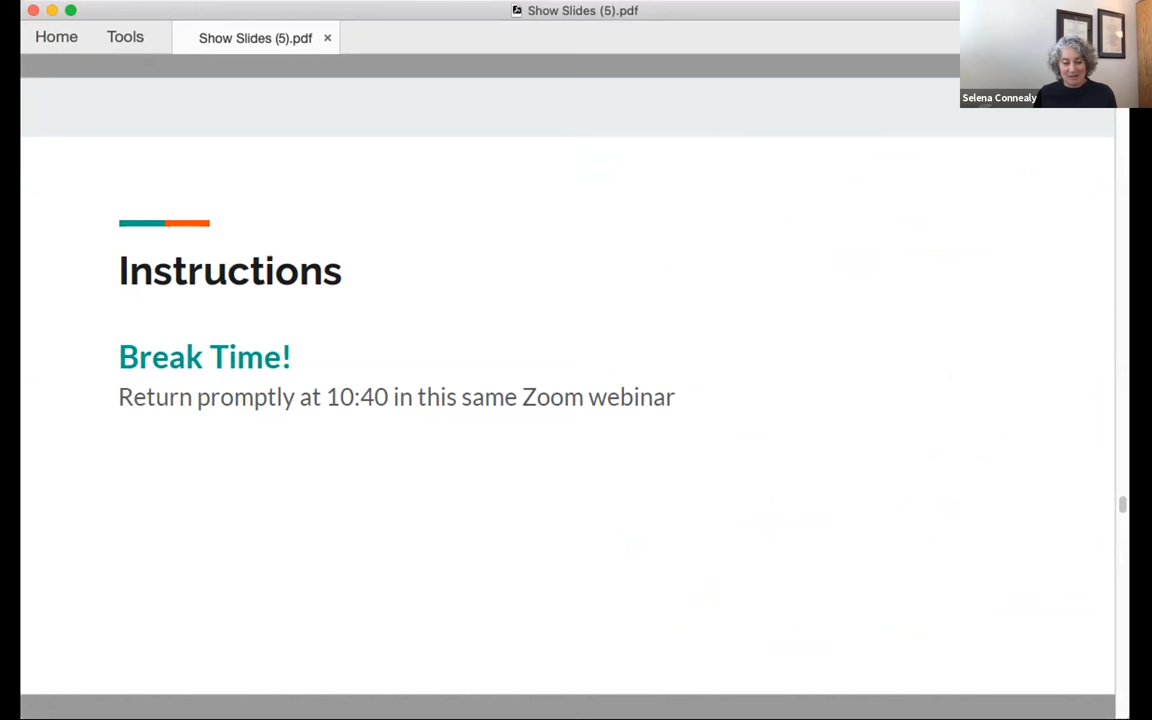 Show Slides (5).pdf
Home
Tools
Show Slides (5).pdf ×
Selena Connealy
Instructions
Break Time!
Return promptly at 10:40 in this same Zoom webinar